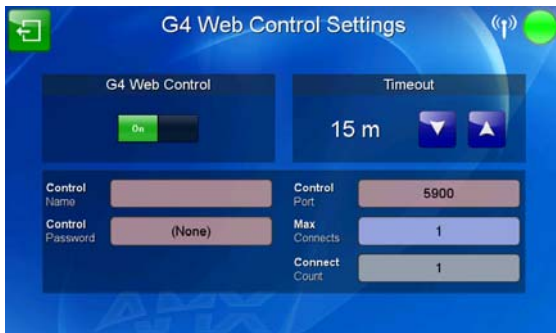 G4 Web Control Settings
G4 Web Control
Timeout
On
15 m
Control
Name
Control
Port
5900
Control
Password
(None)
Max
Connects
1
Connect
Count
1
AMX